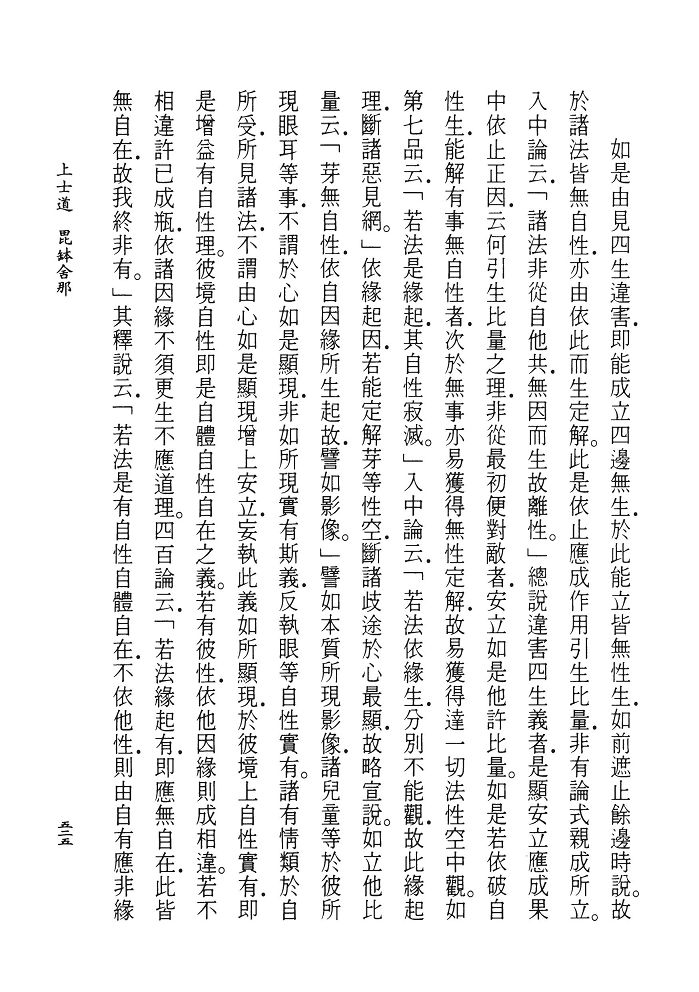 如是由見四生違害，即能成立四邊無生，於此能立皆無性生，如前遮止餘邊時說。故
於諸法皆無自性，亦由依此而生定解。此是依止應成作用引生比量，非有論式親成所立。
入中論云：「諸法非從自他共，無因而生故離性。」總說違害四生義者，是顯安立應成果
中依止正因，云何引生比量之理，非從最初便對敵者，安立如是他許比量。如是若依破自
性生，能解有事無自性者，次於無事亦易獲得無性定解，故易獲得達一切法性空中觀。如
第七品云：「若法是緣起，其自性寂滅。」入中論云：「若法依緣生，分別不能觀，故此緣起
理，斷諸惡見網。」依緣起因，若能定解芽等性空，斷諸歧途於心最顯，故略宣說。如立他比
量云：「芽無自性，依自因緣所生起故，譬如影像。」譬如本質所現影像，諸兒童等於彼所
現眼耳等事，不謂於心如是顯現，非如所現實有斯義，反執眼等自性實有。諸有情類於自
所受，所見諸法，不謂由心如是顯現增上安立，妄執此義如所顯現，於彼境上自性實有，即
是增益有自性理。彼境自性即是自體自性自在之義。若有彼性，依他因緣則成相違。若不
相違，許已成瓶，依諸因緣不須更生不應道理。四百論云：「若法緣起有，即應無自在，此皆
無自在，故我終非有。」其釋說云：「若法是有自性自體自在，不依他性，則由自有應非緣
上士道　毘缽舍那
五二五